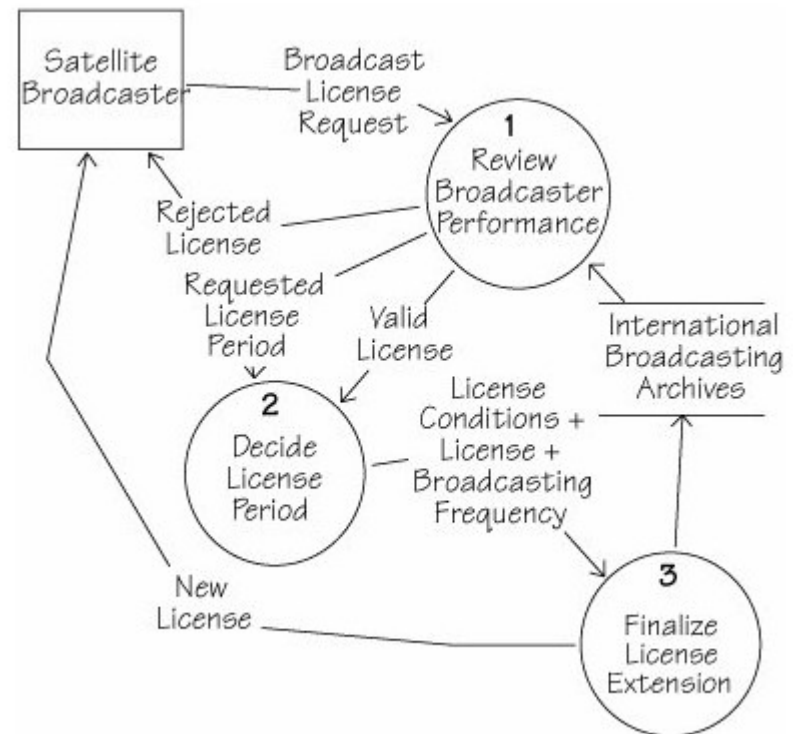 Satellite
Broadcaster
Broadcast
License
Request
1
Review
Broadcaster
Performance
Rejected
License
Requested
License
Period
Valid
License
International
Broadcasting
Archives
2
Decide
License
Period
License
Conditions +
License +
Broadcasting
Frequency
New
License
3
Finalize
License
Extension